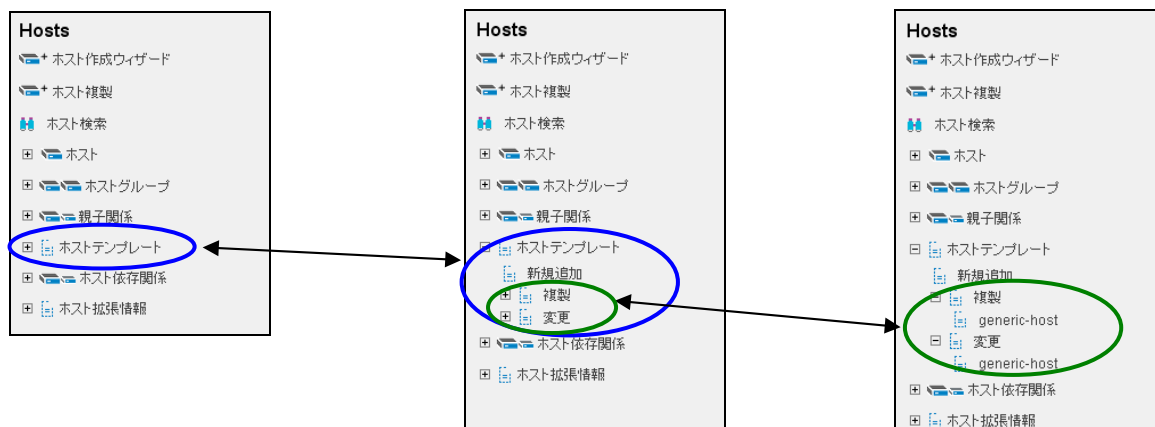 Hosts
ホスト作成ウィザード
ホスト複製
ホスト検索
ホスト
ホストグループ
親子関係
ホストテンプレート
ホスト依存関係
ホスト拡張情報
Hosts
ホスト作成ウィザード
ホスト複製
ホスト検索
ホスト
ホストグループ
親子関係
ホストテンプレート
新規追加
複製
変更
ホスト依存関係
ホスト拡張情報
Hosts
ホスト作成ウィザード
ホスト複製
ホスト検索
ホスト
ホストグループ
親子関係
ホストテンプレート
新規追加
複製
generic-host
変更
generic-host
ホスト依存関係
ホスト拡張情報